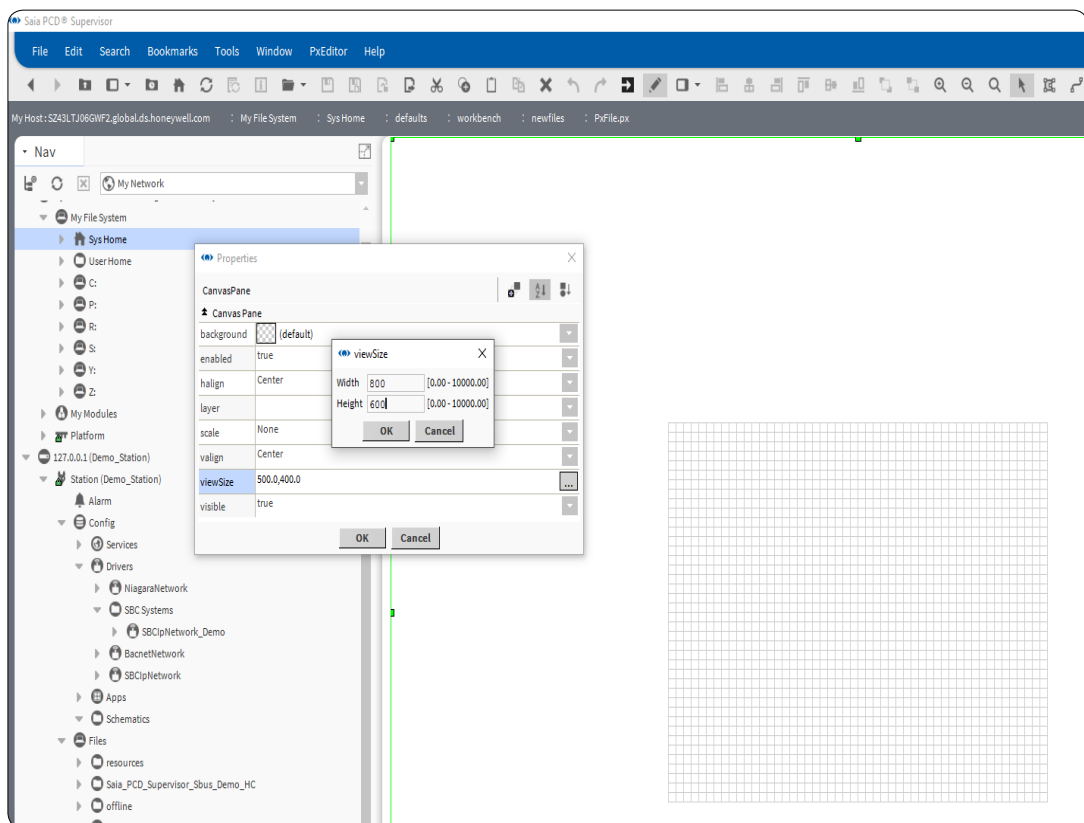 Saia PCD® Supervisor
File Edit Search Bookmarks Tools Window PxEditor Help
My Host : SZ43LTJ06GWF2.global.ds.honeywell.com : My File System : Sys Home : defaults : workbench : newfiles : PxFile.px
Nav
My Network
My File System
Sys Home
User Home
C:
P:
R:
S:
Y:
Z:
My Modules
Platform
127.0.0.1 (Demo_Station)
Station (Demo_Station)
Alarm
Config
Services
Drivers
NiagaraNetwork
SBC Systems
SBCIpNetwork_Demo
BacnetNetwork
SBCIpNetwork
Apps
Schematics
Files
resources
Saia_PCD_Supervisor_Sbus_Demo_HC
offline
Properties X
CanvasPane
Canvas Pane
background (default)
enabled true
halign Center
layer
scale None
valign Center
viewSize 500.0,400.0 ...
visible true
OK Cancel
viewSize X
Width 800 [0.00 - 10000.00]
Height 600 [0.00 - 10000.00]
OK Cancel